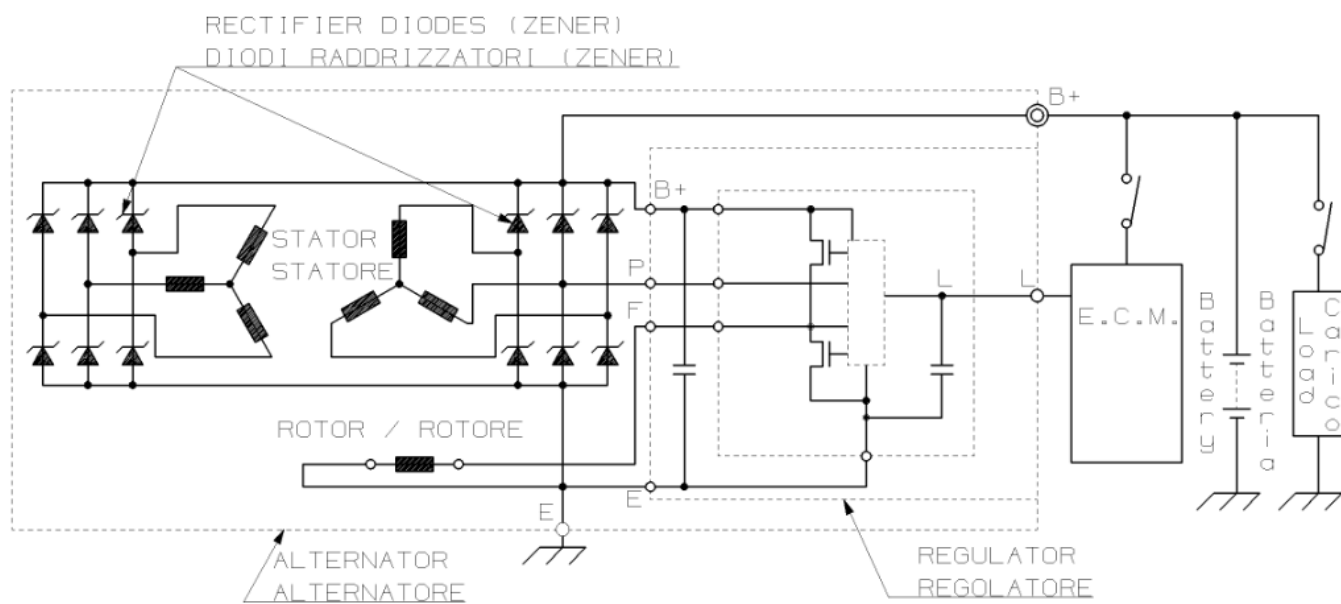 RECTIFIER DIODES (ZENER)
DIODI RADDRIZZATORI (ZENER)
B+
B+
STATOR
STATORE
P
F
L
L
E.C.M.
Battery
Batteria
Load
Carico
ROTOR / ROTORE
E
E
ALTERNATOR
ALTERNATORE
REGULATOR
REGOLATORE